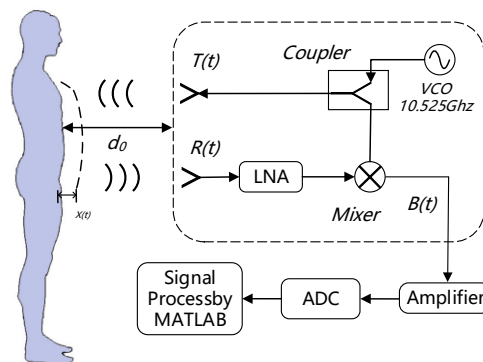 T(t)
Coupler
VCO
10.525Ghz
d0
R(t)
LNA
X(t)
Mixer
B(t)
Signal
Processby
MATLAB
ADC
Amplifier